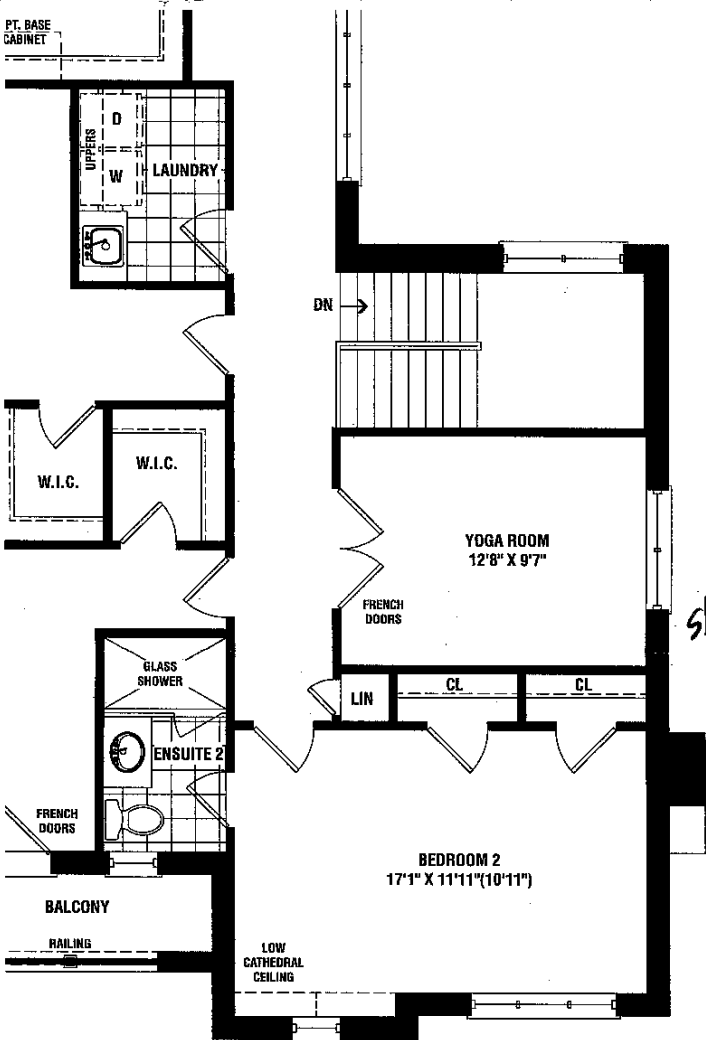 PT. BASE
CABINET
D
UPPERS
W
LAUNDRY
DN
W.I.C.
W.I.C.
YOGA ROOM
12'8" X 9'7"
FRENCH
DOORS
GLASS
SHOWER
LIN
CL
CL
ENSUITE 2
FRENCH
DOORS
BEDROOM 2
17'1" X 11'11"(10'11")
BALCONY
RAILING
LOW
CATHEDRAL
CEILING